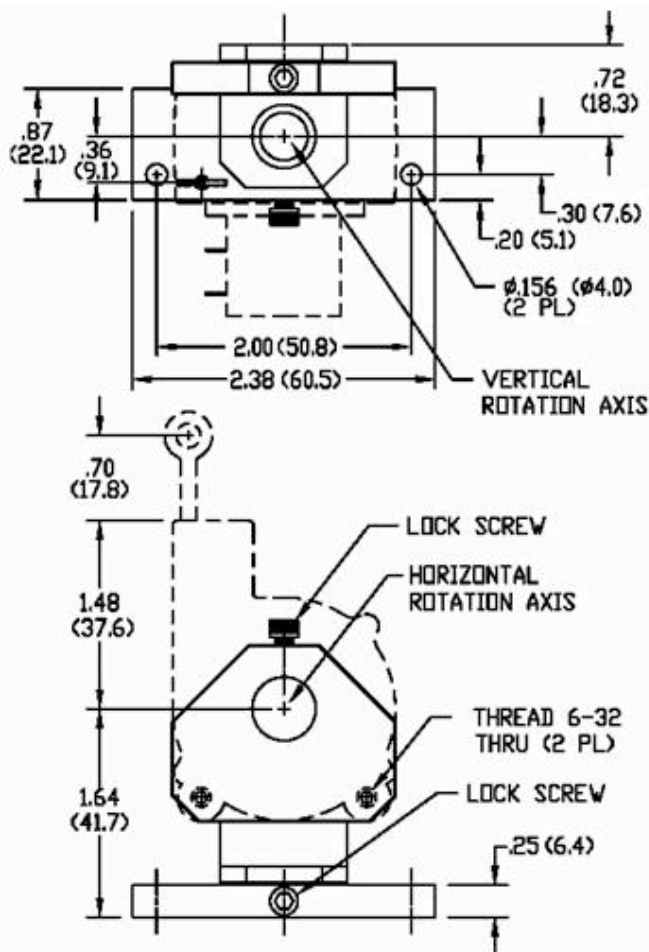 .72
(18.3)
.87
(22.1)
.36
(9.1)
.30 (7.6)
.20 (5.1)
Ø.156 (Ø4.0)
(2 PL)
2.00 (50.8)
2.38 (60.5)
VERTICAL
ROTATION AXIS
.70
(17.8)
LOCK SCREW
HORIZONTAL
ROTATION AXIS
1.48
(37.6)
THREAD 6-32
THRU (2 PL)
1.64
(41.7)
LOCK SCREW
.25 (6.4)